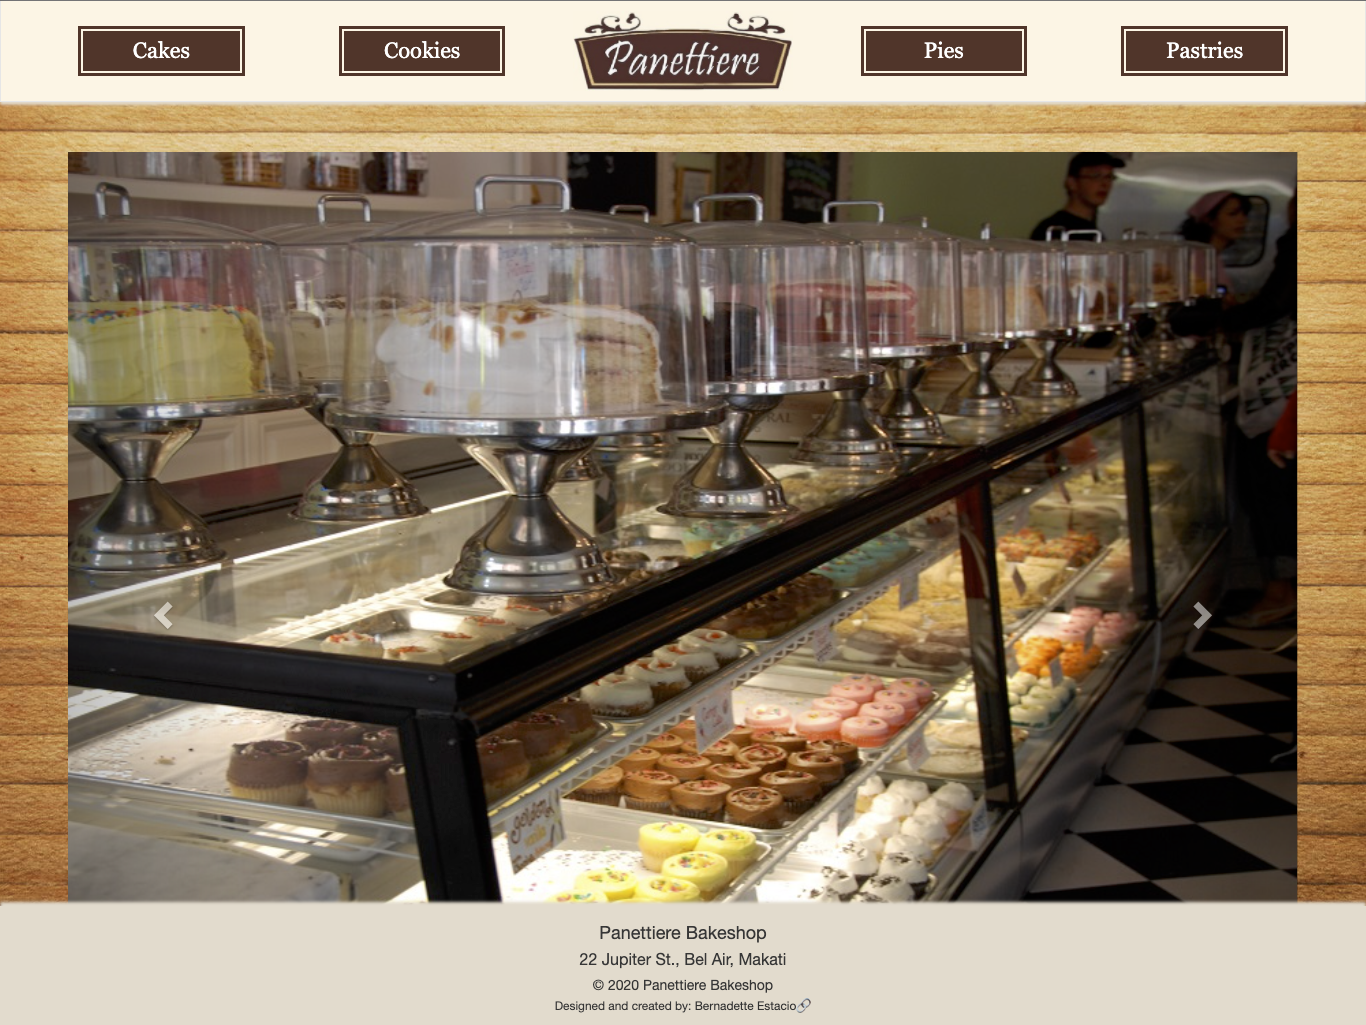 Cakes
Cookies
Panettiere
Pies
Pastries
Panettiere Bakeshop
22 Jupiter St., Bel Air, Makati
© 2020 Panettiere Bakeshop
Designed and created by: Bernadette Estacio